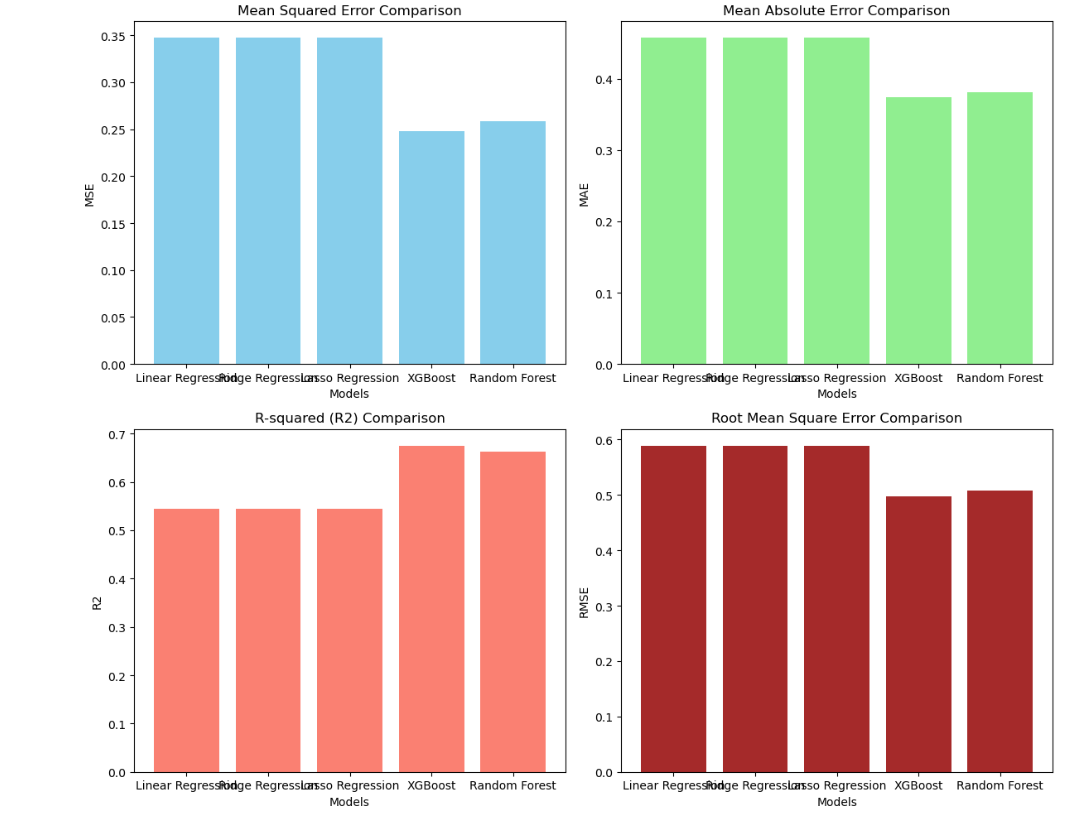 Mean Squared Error Comparison
MSE
0.35
0.30
0.25
0.20
0.15
0.10
0.05
0.00
Linear Regression Ridge Regression Lasso Regression XGBoost Random Forest
Models
Mean Absolute Error Comparison
MAE
0.4
0.3
0.2
0.1
0.0
Linear Regression Ridge Regression Lasso Regression XGBoost Random Forest
Models
R-squared (R2) Comparison
R2
0.7
0.6
0.5
0.4
0.3
0.2
0.1
0.0
Linear Regression Ridge Regression Lasso Regression XGBoost Random Forest
Models
Root Mean Square Error Comparison
RMSE
0.6
0.5
0.4
0.3
0.2
0.1
0.0
Linear Regression Ridge Regression Lasso Regression XGBoost Random Forest
Models